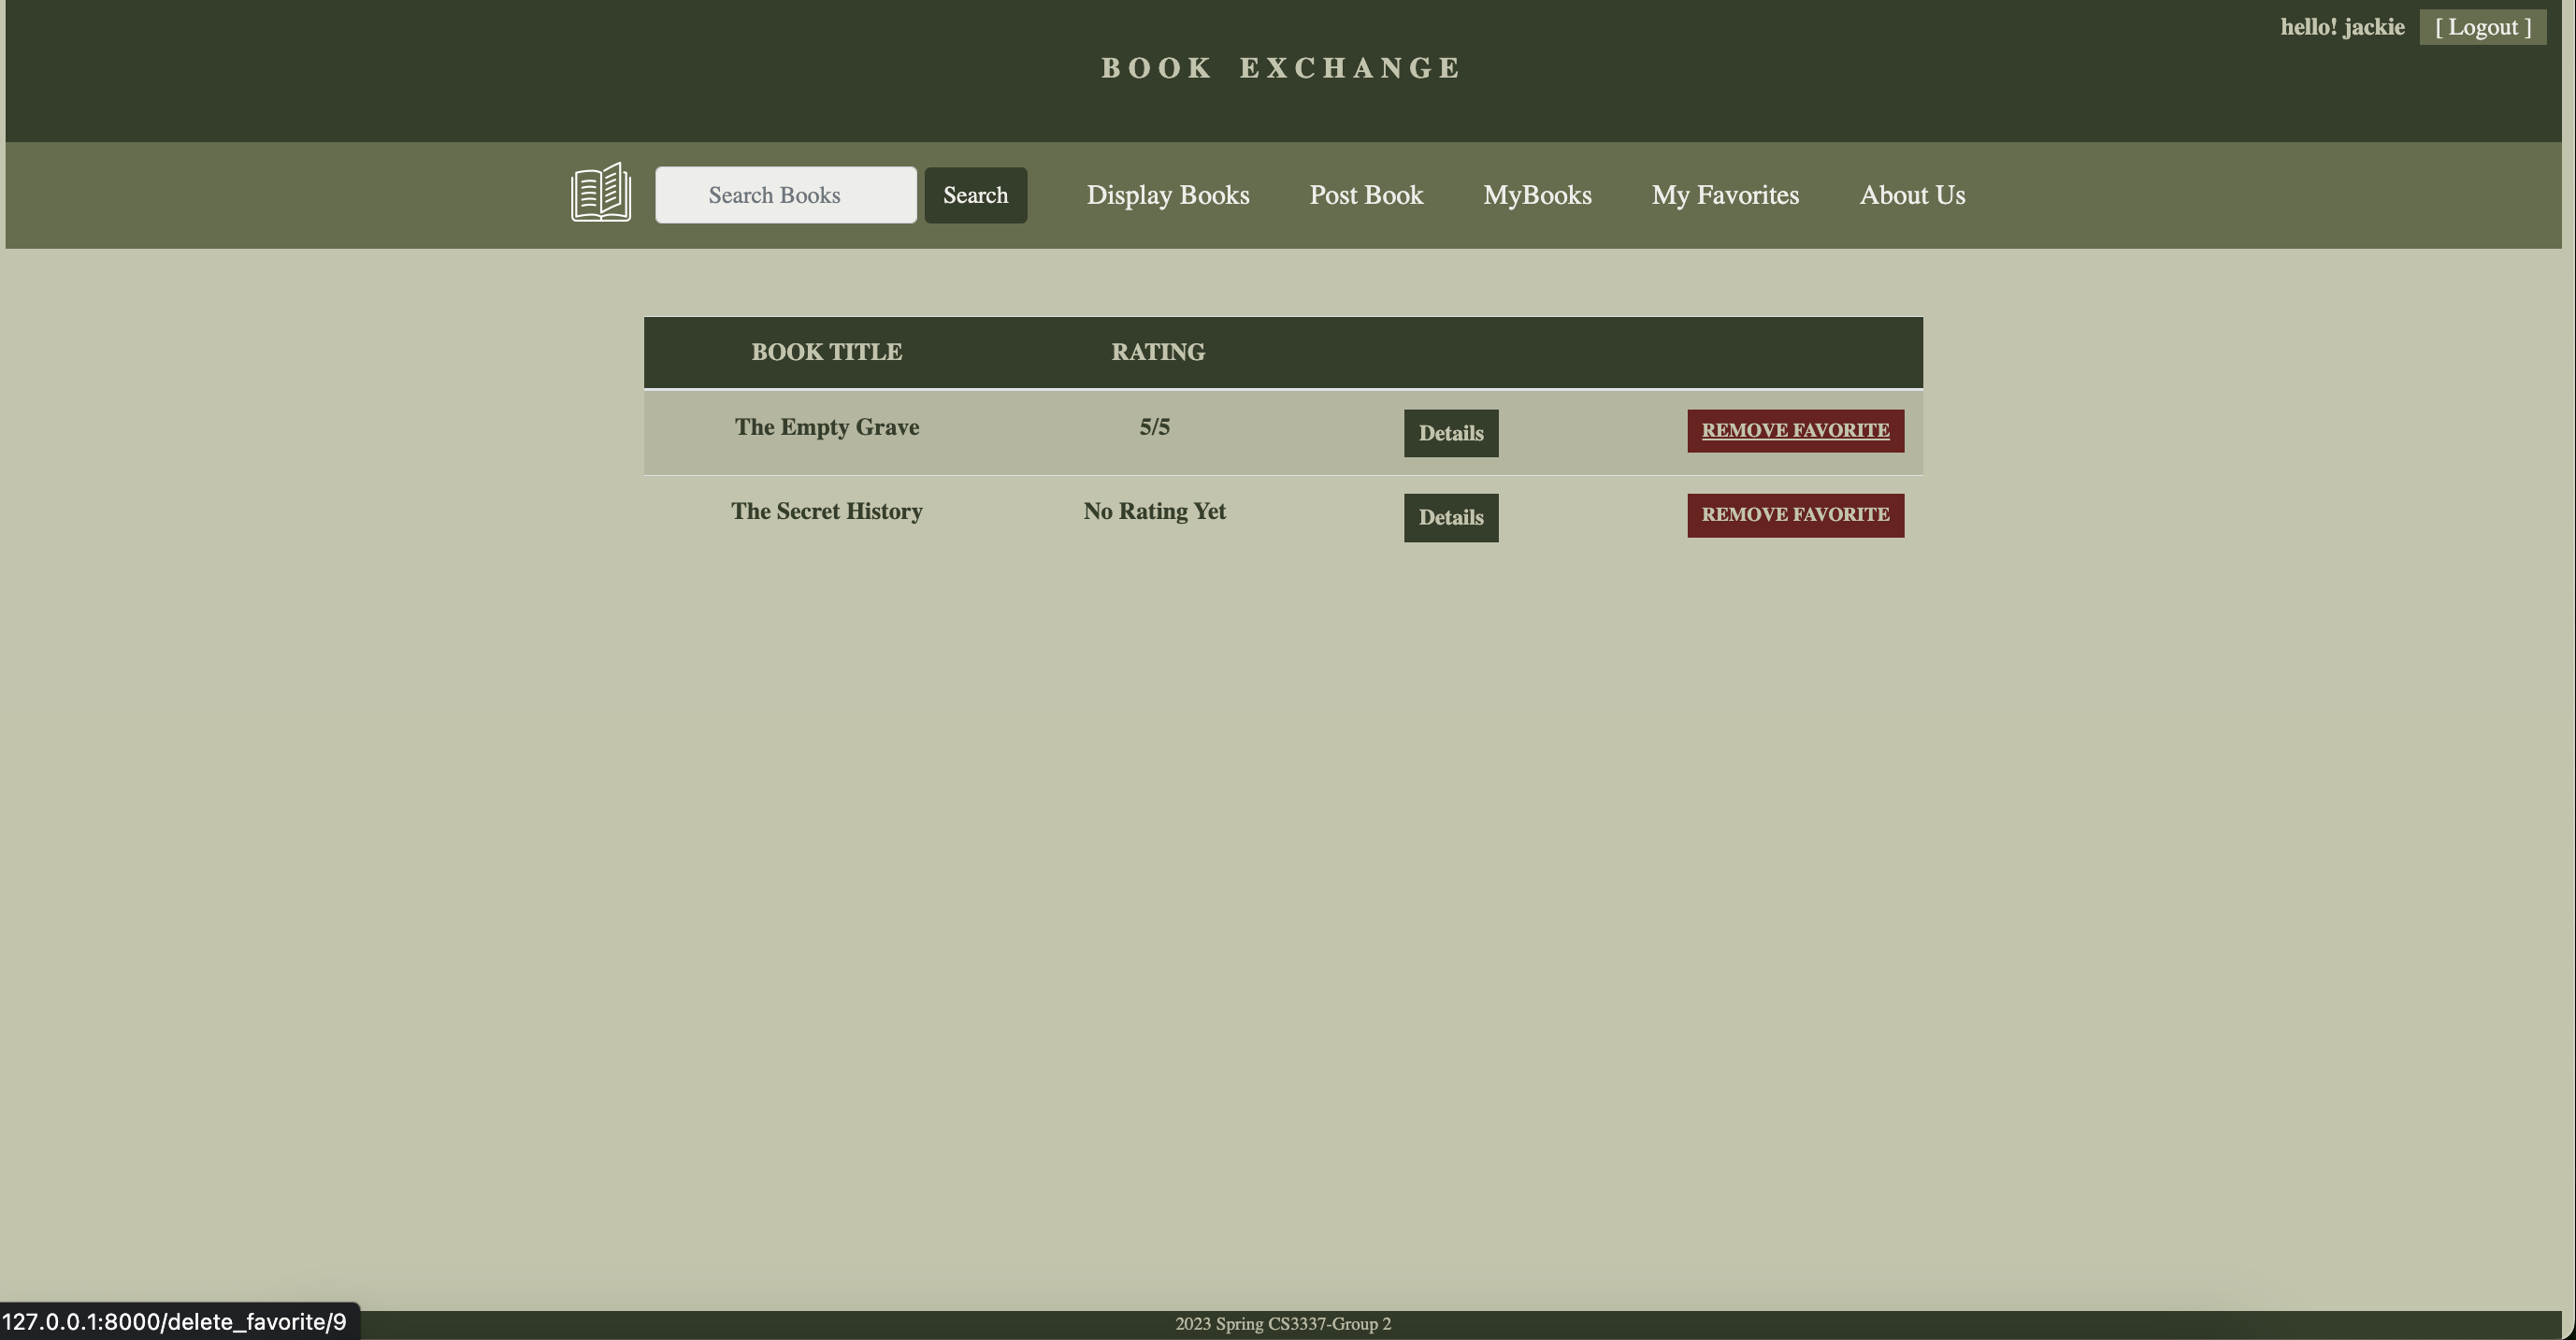 hello! jackie [ Logout ]
BOOK EXCHANGE
Search Books Search Display Books Post Book MyBooks My Favorites About Us
BOOK TITLE RATING
The Empty Grave 5/5 Details REMOVE FAVORITE
The Secret History No Rating Yet Details REMOVE FAVORITE
127.0.0.1:8000/delete_favorite/9
2023 Spring CS3337-Group 2